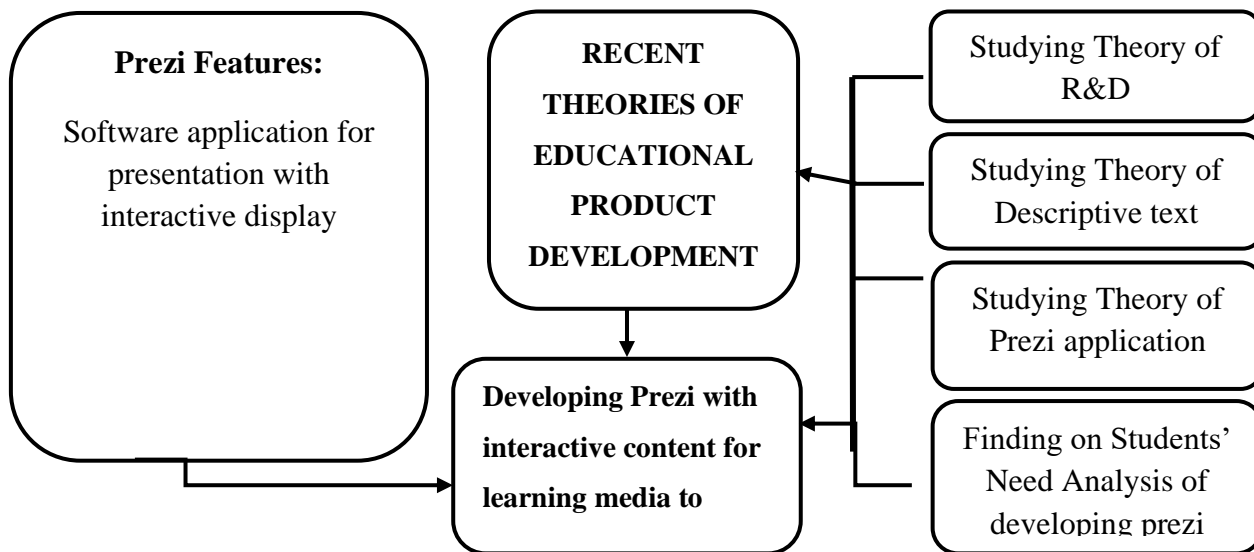 Prezi Features:
Software application for
presentation with
interactive display
RECENT
THEORIES OF
EDUCATIONAL
PRODUCT
DEVELOPMENT
Developing Prezi with
interactive content for
learning media to
Studying Theory of
R&D
Studying Theory of
Descriptive text
Studying Theory of
Prezi application
Finding on Students’
Need Analysis of
developing prezi